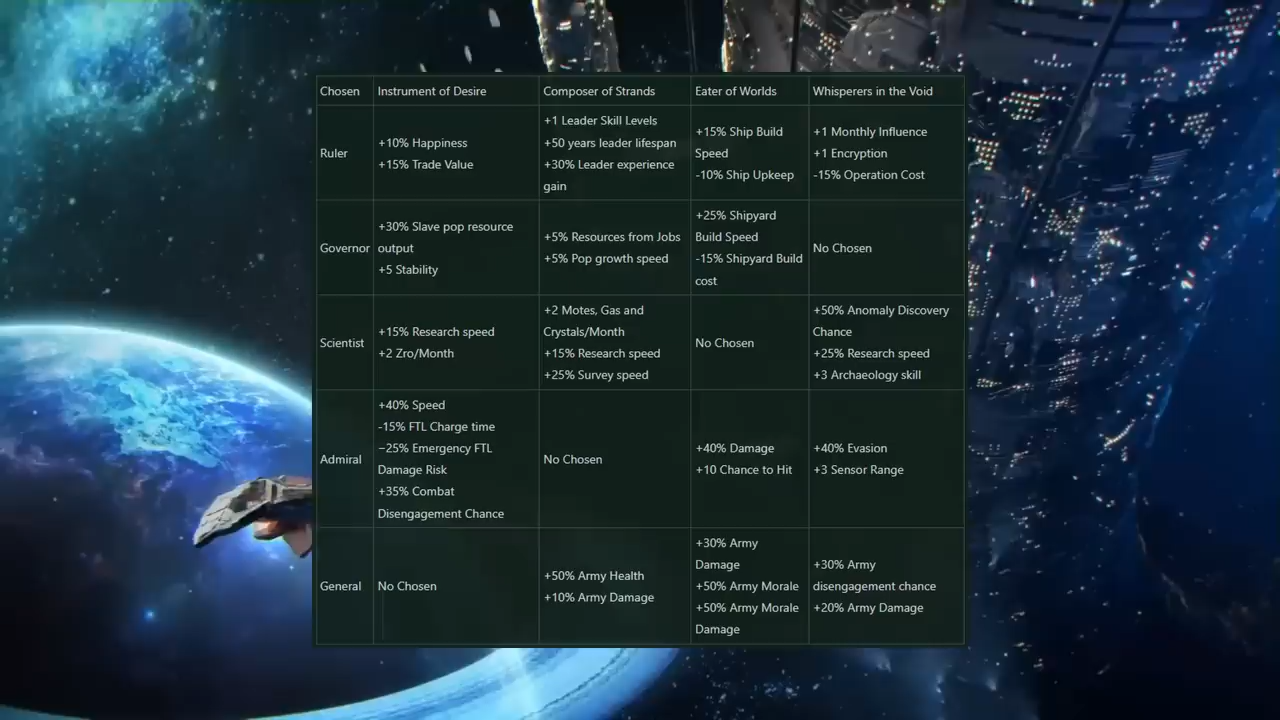 Chosen
Instrument of Desire
Composer of Strands
Eater of Worlds
Whisperers in the Void
Ruler
+10% Happiness
+15% Trade Value
+1 Leader Skill Levels
+50 years leader lifespan
+30% Leader experience
gain
+15% Ship Build
Speed
-10% Ship Upkeep
+1 Monthly Influence
+1 Encryption
-15% Operation Cost
Governor
+30% Slave pop resource
output
+5 Stability
+5% Resources from Jobs
+5% Pop growth speed
+25% Shipyard
Build Speed
-15% Shipyard Build
cost
No Chosen
Scientist
+15% Research speed
+2 Zro/Month
+2 Motes, Gas and
Crystals/Month
+15% Research speed
+25% Survey speed
No Chosen
+50% Anomaly Discovery
Chance
+25% Research speed
+3 Archaeology skill
Admiral
+40% Speed
-15% FTL Charge time
−25% Emergency FTL
Damage Risk
+35% Combat
Disengagement Chance
No Chosen
+40% Damage
+10 Chance to Hit
+40% Evasion
+3 Sensor Range
General
No Chosen
+50% Army Health
+10% Army Damage
+30% Army
Damage
+50% Army Morale
+50% Army Morale
Damage
+30% Army
disengagement chance
+20% Army Damage